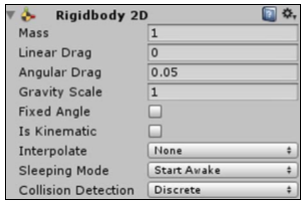 Rigidbody 2D
Mass 1
Linear Drag 0
Angular Drag 0.05
Gravity Scale 1
Fixed Angle
Is Kinematic
Interpolate None
Sleeping Mode Start Awake
Collision Detection Discrete